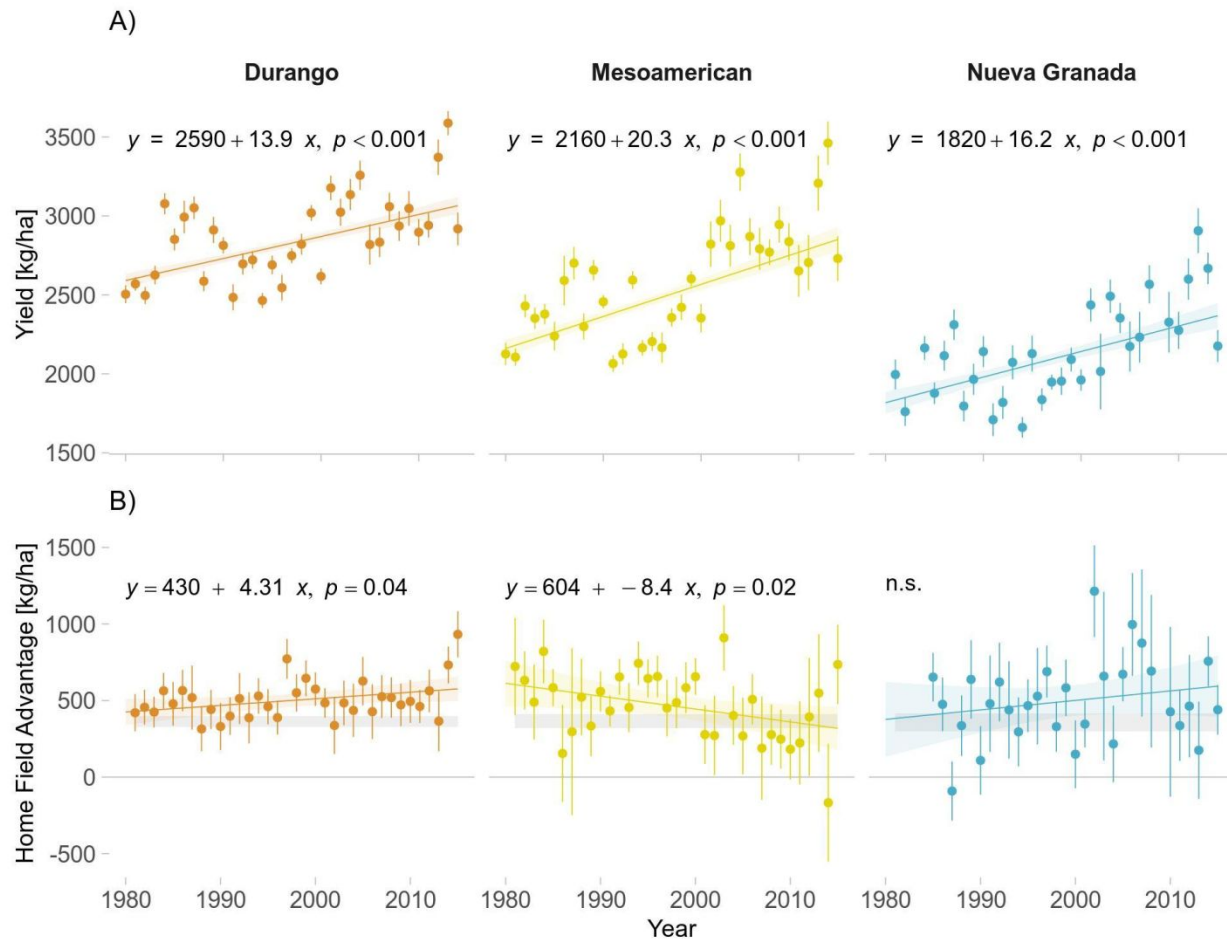 A)
Durango Mesoamerican Nueva Granada
y = 2590 + 13.9 x, p < 0.001 y = 2160 + 20.3 x, p < 0.001 y = 1820 + 16.2 x, p < 0.001
Yield [kg/ha]
3500
3000
2500
2000
1500
B)
y = 430 + 4.31 x, p = 0.04 y = 604 + −8.4 x, p = 0.02 n.s.
Home Field Advantage [kg/ha]
1500
1000
500
0
-500
1980 1990 2000 2010 1980 1990 2000 2010 1980 1990 2000 2010
Year